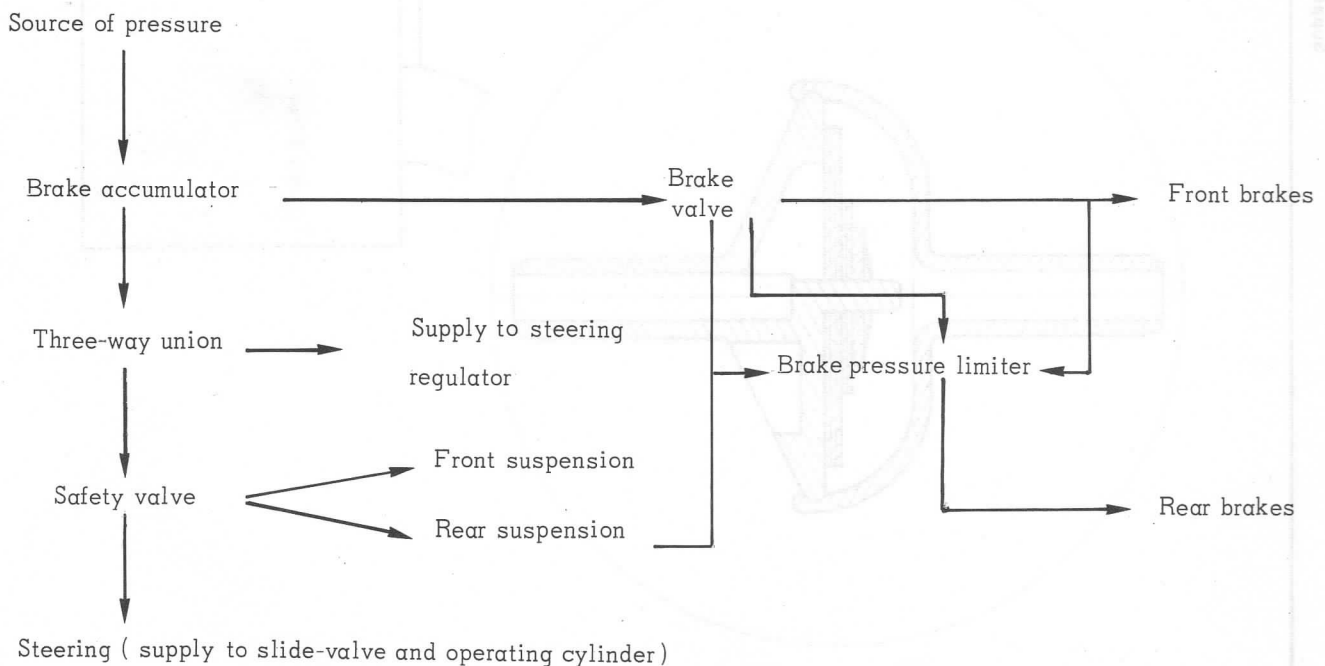 Source of pressure
Brake accumulator
Brake
valve
Front brakes
Three-way union
Supply to steering
regulator
Brake pressure limiter
Front suspension
Safety valve
Rear suspension
Rear brakes
Steering ( supply to slide-valve and operating cylinder )